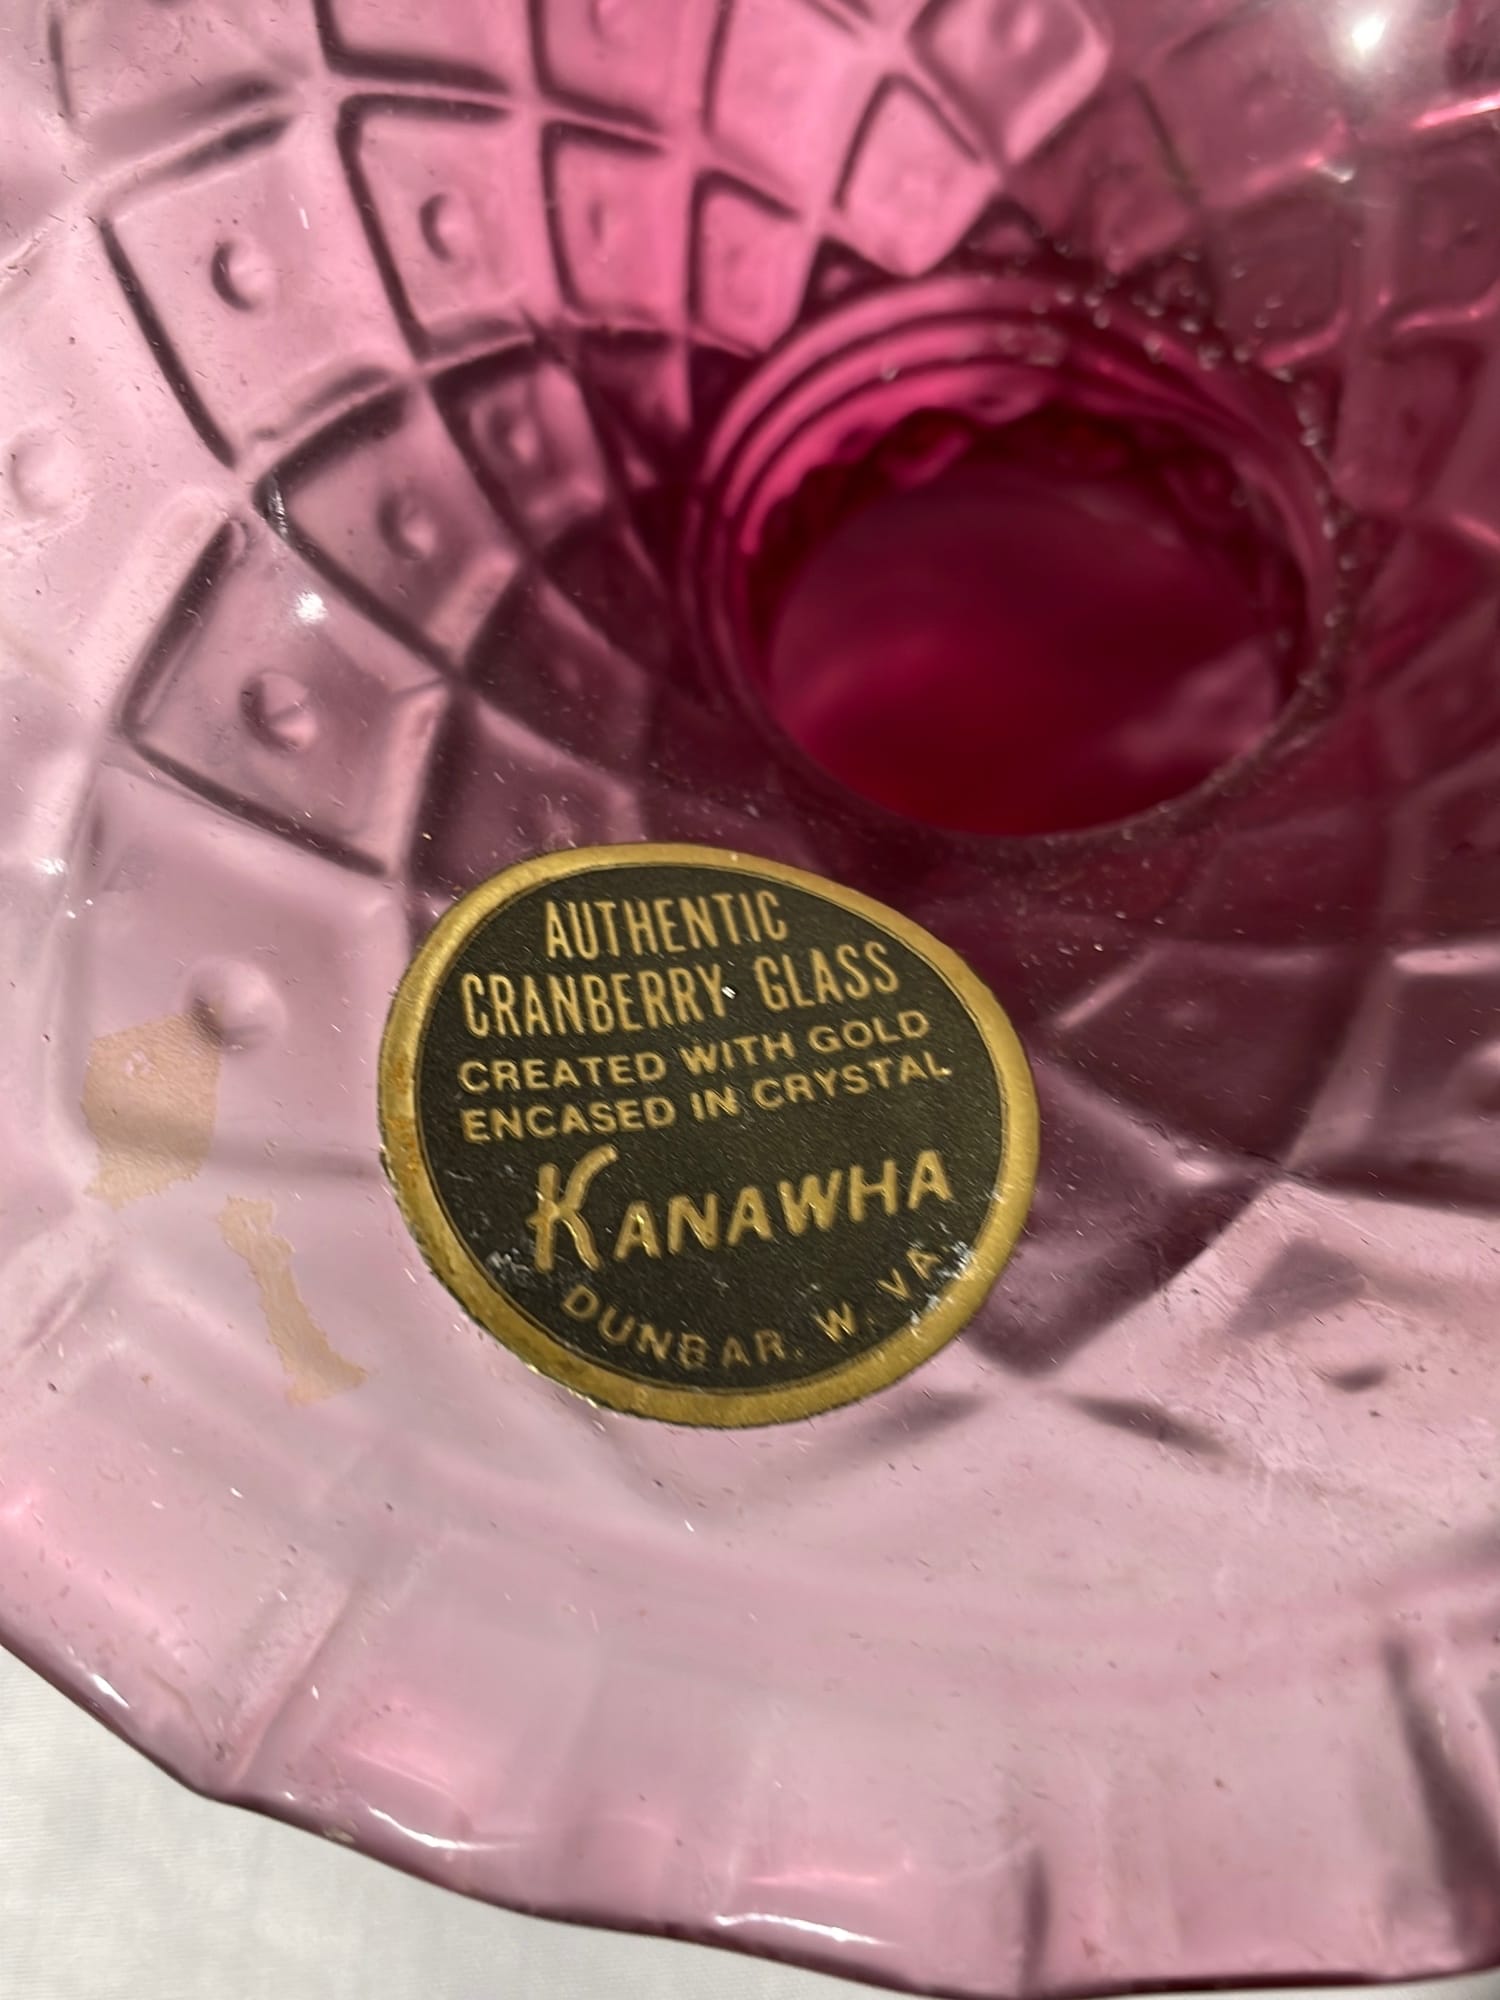 AUTHENTIC
CRANBERRY GLASS
CREATED WITH GOLD
ENCASED IN CRYSTAL
KANAWHA
DUNBAR. W. VA.